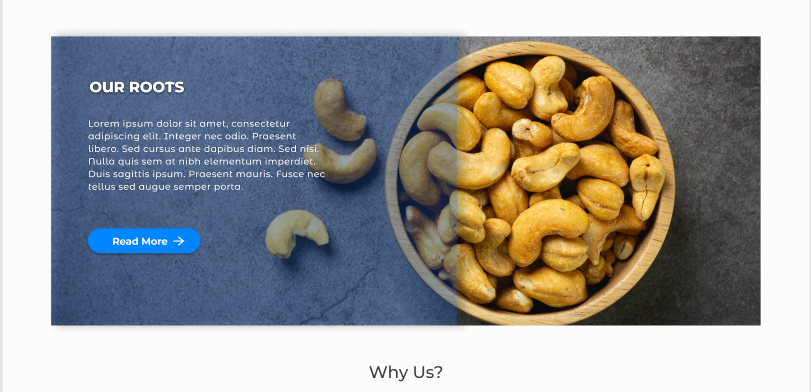 OUR ROOTS
Lorem ipsum dolor sit amet, consectetur
adipiscing elit. Integer nec odio. Praesent
libero. Sed cursus ante dapibus diam. Sed nisi.
Nulla quis sem at nibh elementum imperdiet.
Duis sagittis ipsum. Praesent mauris. Fusce nec
tellus sed augue semper porta.
Read More →
Why Us?